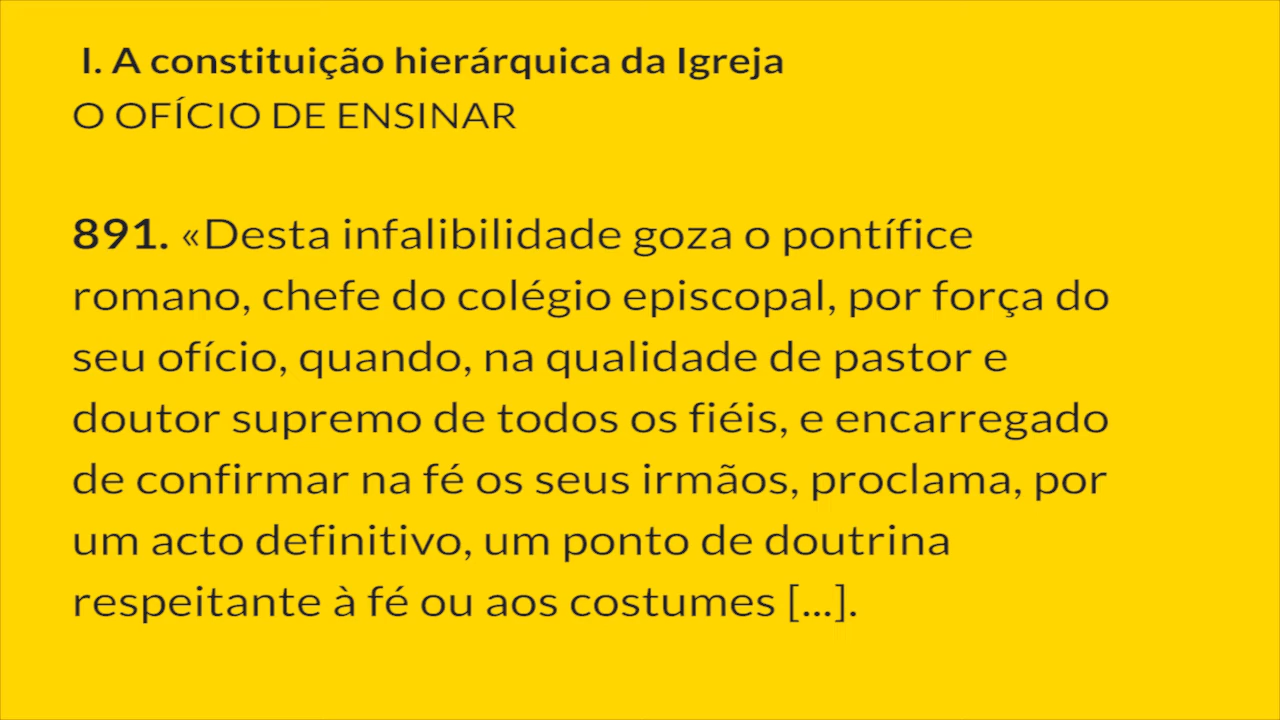 I. A constituição hierárquica da Igreja
O OFÍCIO DE ENSINAR
891. «Desta infalibilidade goza o pontífice
romano, chefe do colégio episcopal, por força do
seu ofício, quando, na qualidade de pastor e
doutor supremo de todos os fiéis, e encarregado
de confirmar na fé os seus irmãos, proclama, por
um acto definitivo, um ponto de doutrina
respeitante à fé ou aos costumes [...].